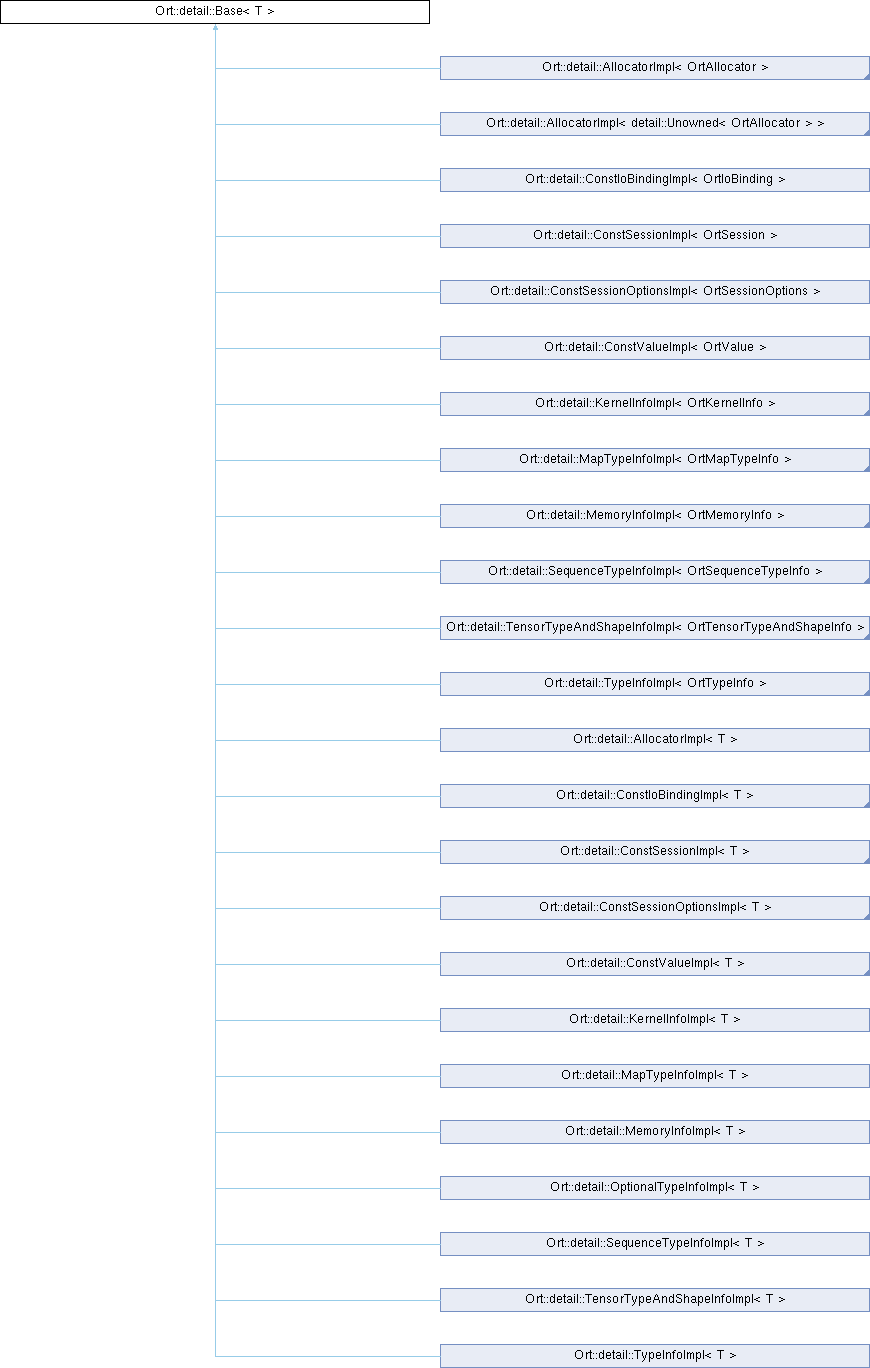 Ort::detail::Base< T >
Ort::detail::AllocatorImpl< OrtAllocator >
Ort::detail::AllocatorImpl< detail::Unowned< OrtAllocator > >
Ort::detail::ConstIoBindingImpl< OrtIoBinding >
Ort::detail::ConstSessionImpl< OrtSession >
Ort::detail::ConstSessionOptionsImpl< OrtSessionOptions >
Ort::detail::ConstValueImpl< OrtValue >
Ort::detail::KernelInfoImpl< OrtKernelInfo >
Ort::detail::MapTypeInfoImpl< OrtMapTypeInfo >
Ort::detail::MemoryInfoImpl< OrtMemoryInfo >
Ort::detail::SequenceTypeInfoImpl< OrtSequenceTypeInfo >
Ort::detail::TensorTypeAndShapeInfoImpl< OrtTensorTypeAndShapeInfo >
Ort::detail::TypeInfoImpl< OrtTypeInfo >
Ort::detail::AllocatorImpl< T >
Ort::detail::ConstIoBindingImpl< T >
Ort::detail::ConstSessionImpl< T >
Ort::detail::ConstSessionOptionsImpl< T >
Ort::detail::ConstValueImpl< T >
Ort::detail::KernelInfoImpl< T >
Ort::detail::MapTypeInfoImpl< T >
Ort::detail::MemoryInfoImpl< T >
Ort::detail::OptionalTypeInfoImpl< T >
Ort::detail::SequenceTypeInfoImpl< T >
Ort::detail::TensorTypeAndShapeInfoImpl< T >
Ort::detail::TypeInfoImpl< T >